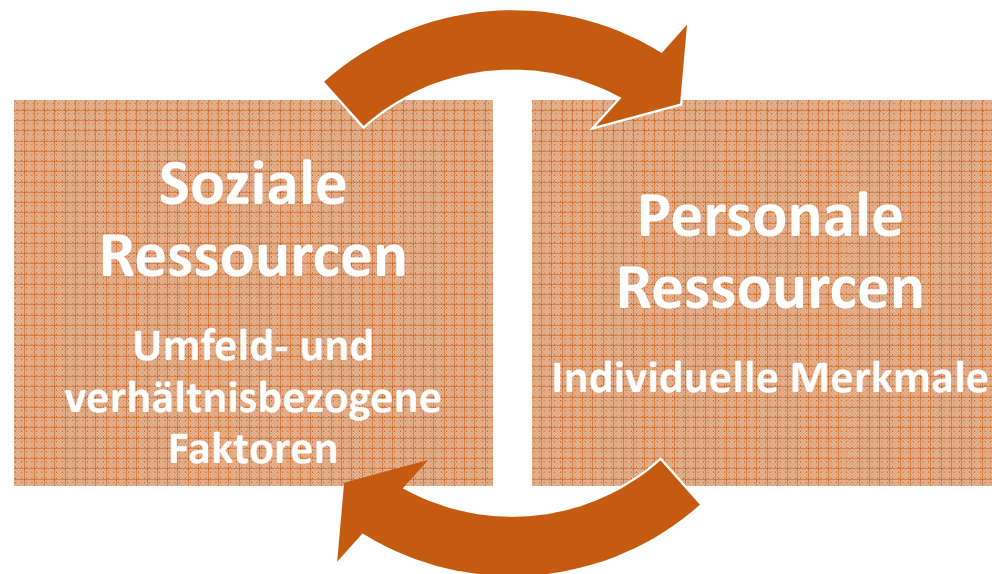 Soziale
Ressourcen
Umfeld- und
verhältnisbezogene
Faktoren
Personale
Ressourcen
Individuelle Merkmale